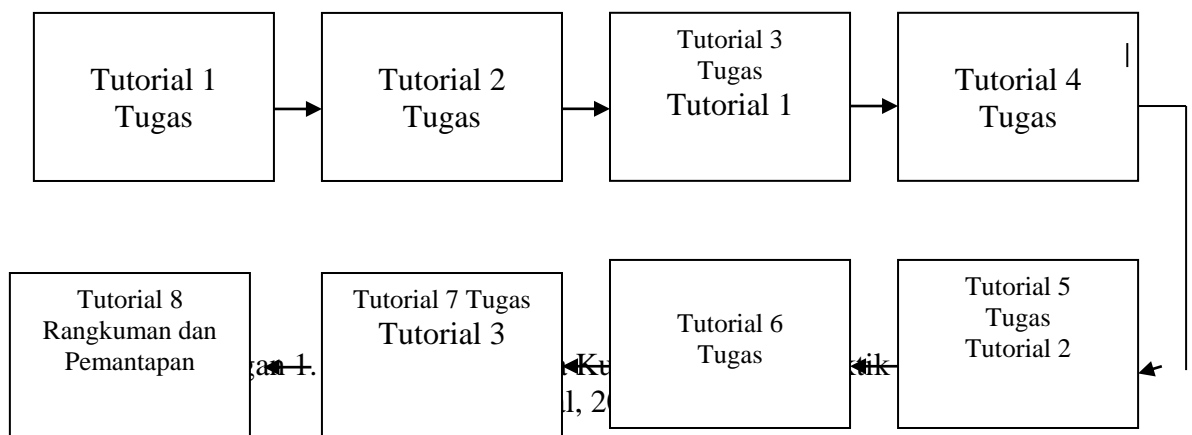 Tutorial 1
Tugas
Tutorial 2
Tugas
Tutorial 3
Tugas
Tutorial 1
|
Tutorial 4
Tugas
Tutorial 8
Rangkuman dan
Pemantapan
Tutorial 7 Tugas
Tutorial 3
Tutorial 6
Tugas
Tutorial 5
Tugas
Tutorial 2
1.